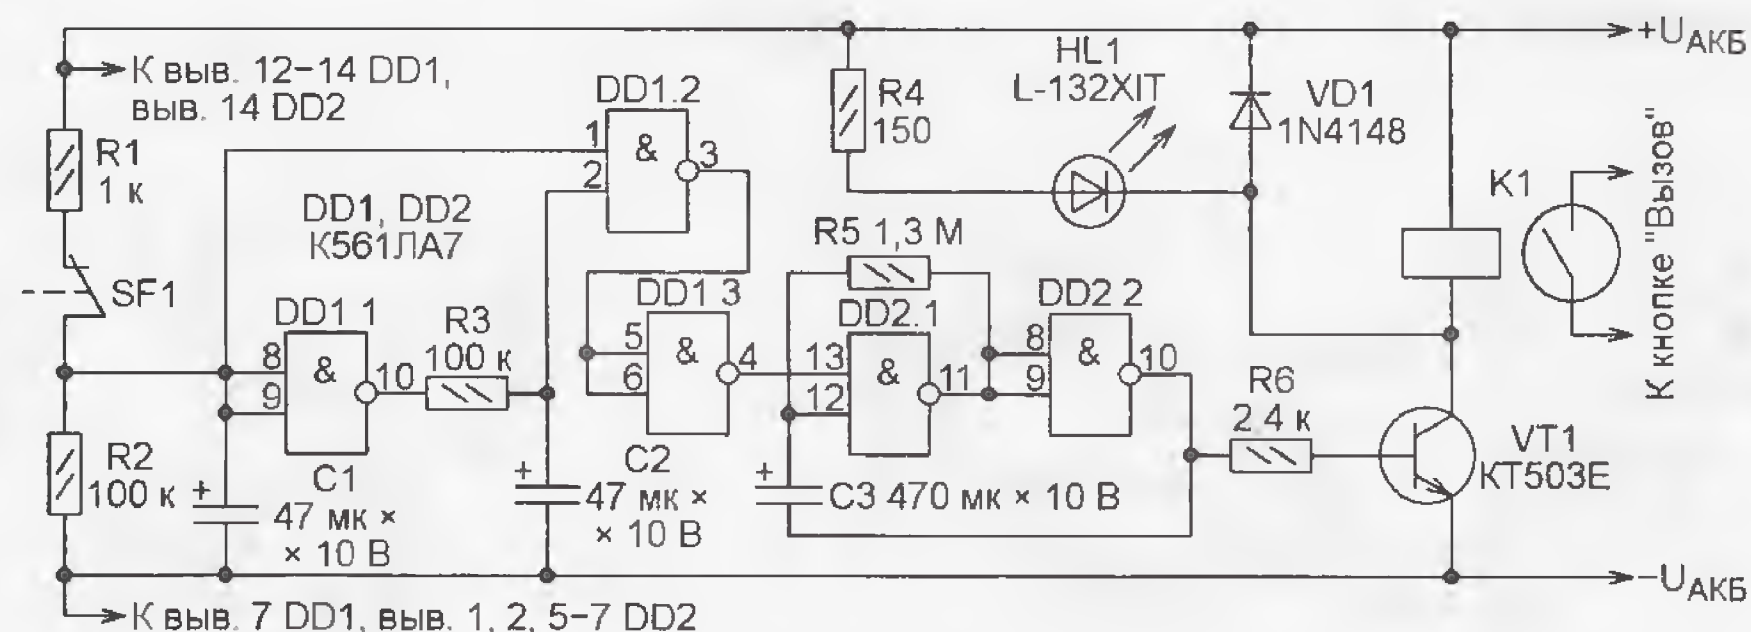 +UАКБ
К выв. 12-14 DD1,
выв. 14 DD2
R1
1 к
SF1
R2
100 к
DD1, DD2
К561ЛА7
DD1 1
&
8
9
10
+
C1
47 мк ×
× 10 В
R3
100 к
DD1.2
&
1
2
3
+
C2
47 мк ×
× 10 В
DD1 3
&
5
6
4
R5 1,3 М
DD2.1
&
13
12
11
+
C3 470 мк × 10 В
DD2 2
&
8
9
10
R4
150
HL1
L-132XIT
VD1
1N4148
K1
К кнопке "Вызов"
R6
2,4 к
VT1
КТ503Е
−UАКБ
К выв. 7 DD1, выв. 1, 2, 5-7 DD2